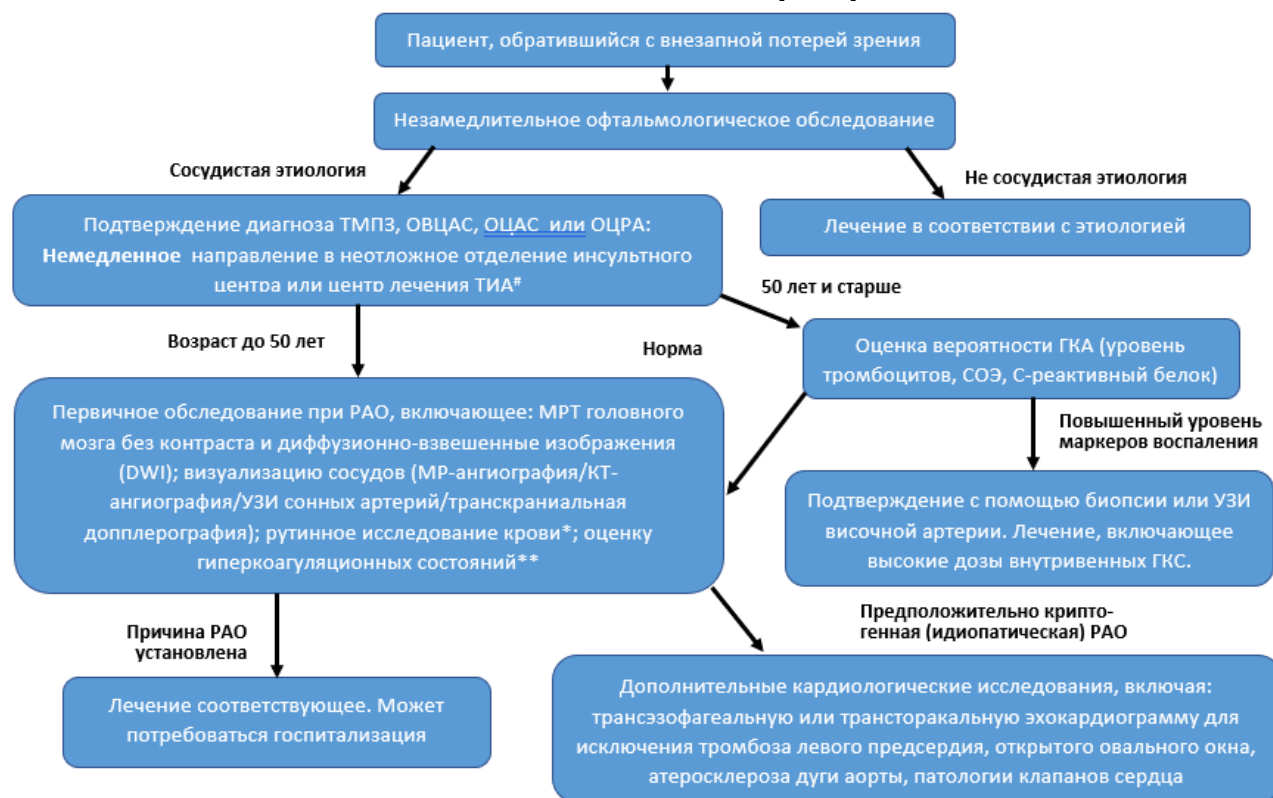 Пациент, обратившийся с внезапной потерей зрения
Незамедлительное офтальмологическое обследование
Сосудистая этиология
Не сосудистая этиология
Подтверждение диагноза ТМПЗ, ОВЦАС, ОЦАС или ОЦРА:
Немедленное направление в неотложное отделение инсультного
центра или центр лечения ТИА#
Лечение в соответствии с этиологией
50 лет и старше
Возраст до 50 лет
Норма
Оценка вероятности ГКА (уровень
тромбоцитов, СОЭ, С-реактивный белок)
Первичное обследование при РАО, включающее: МРТ головного
мозга без контраста и диффузионно-взвешенные изображения
(DWI); визуализацию сосудов (МР-ангиография/КТ-
ангиография/УЗИ сонных артерий/транскраниальная
допплерография); рутинное исследование крови*; оценку
гиперкоагуляционных состояний**
Повышенный уровень
маркеров воспаления
Подтверждение с помощью биопсии или УЗИ
височной артерии. Лечение, включающее
высокие дозы внутривенных ГКС.
Причина РАО
установлена
Предположительно крипто-
генная (идиопатическая) РАО
Лечение соответствующее. Может
потребоваться госпитализация
Дополнительные кардиологические исследования, включая:
трансэзофагеальную или трансторакальную эхокардиограмму для
исключения тромбоза левого предсердия, открытого овального окна,
атеросклероза дуги аорты, патологии клапанов сердца